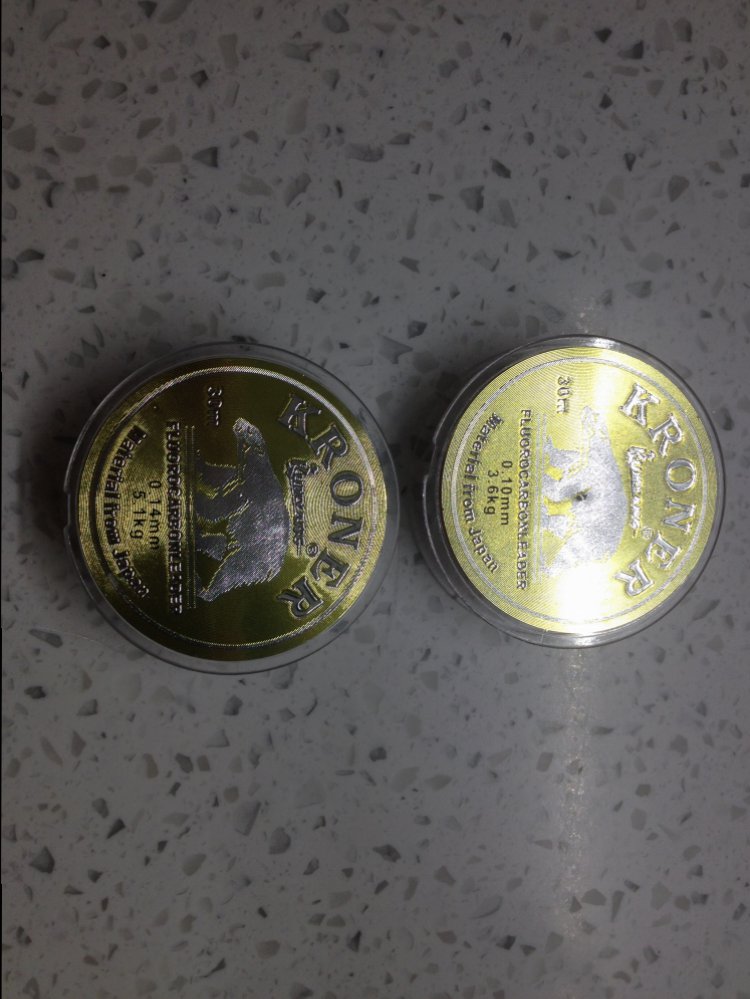 KRONER
30m
FLUOROCARBON LEADER
0.14mm
5.1kg
Material from Japan
KRONER
30m
FLUOROCARBON LEADER
0.10mm
3.6kg
Material from Japan